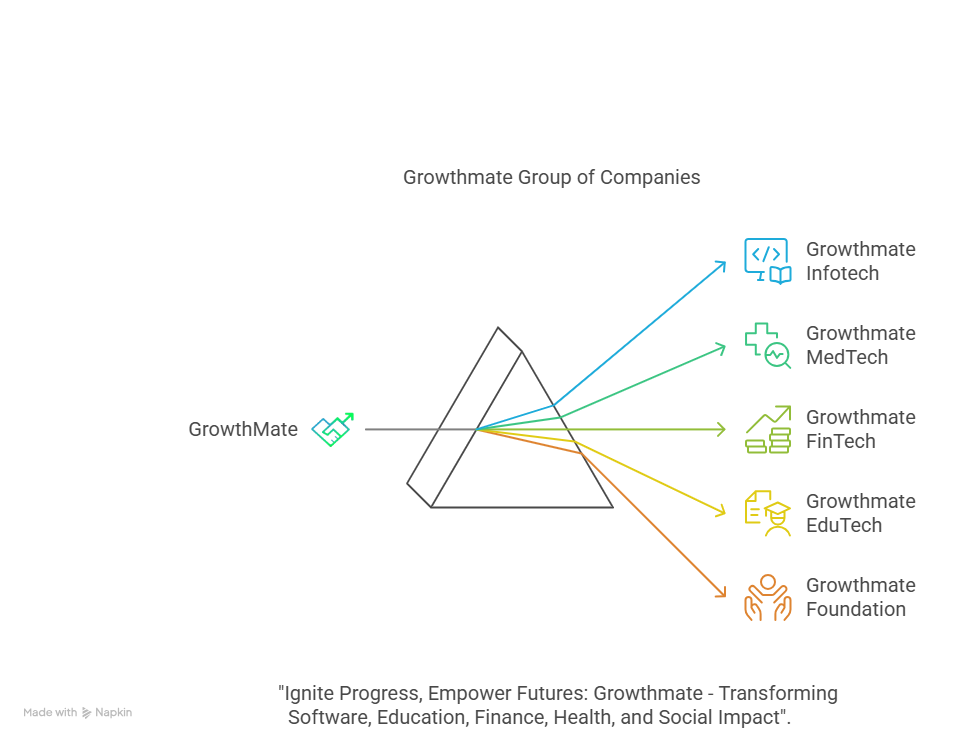 Growthmate Group of Companies
Growthmate
Infotech
Growthmate
MedTech
GrowthMate
Growthmate
FinTech
Growthmate
EduTech
Growthmate
Foundation
"Ignite Progress, Empower Futures: Growthmate - Transforming
Software, Education, Finance, Health, and Social Impact".
Made with Napkin